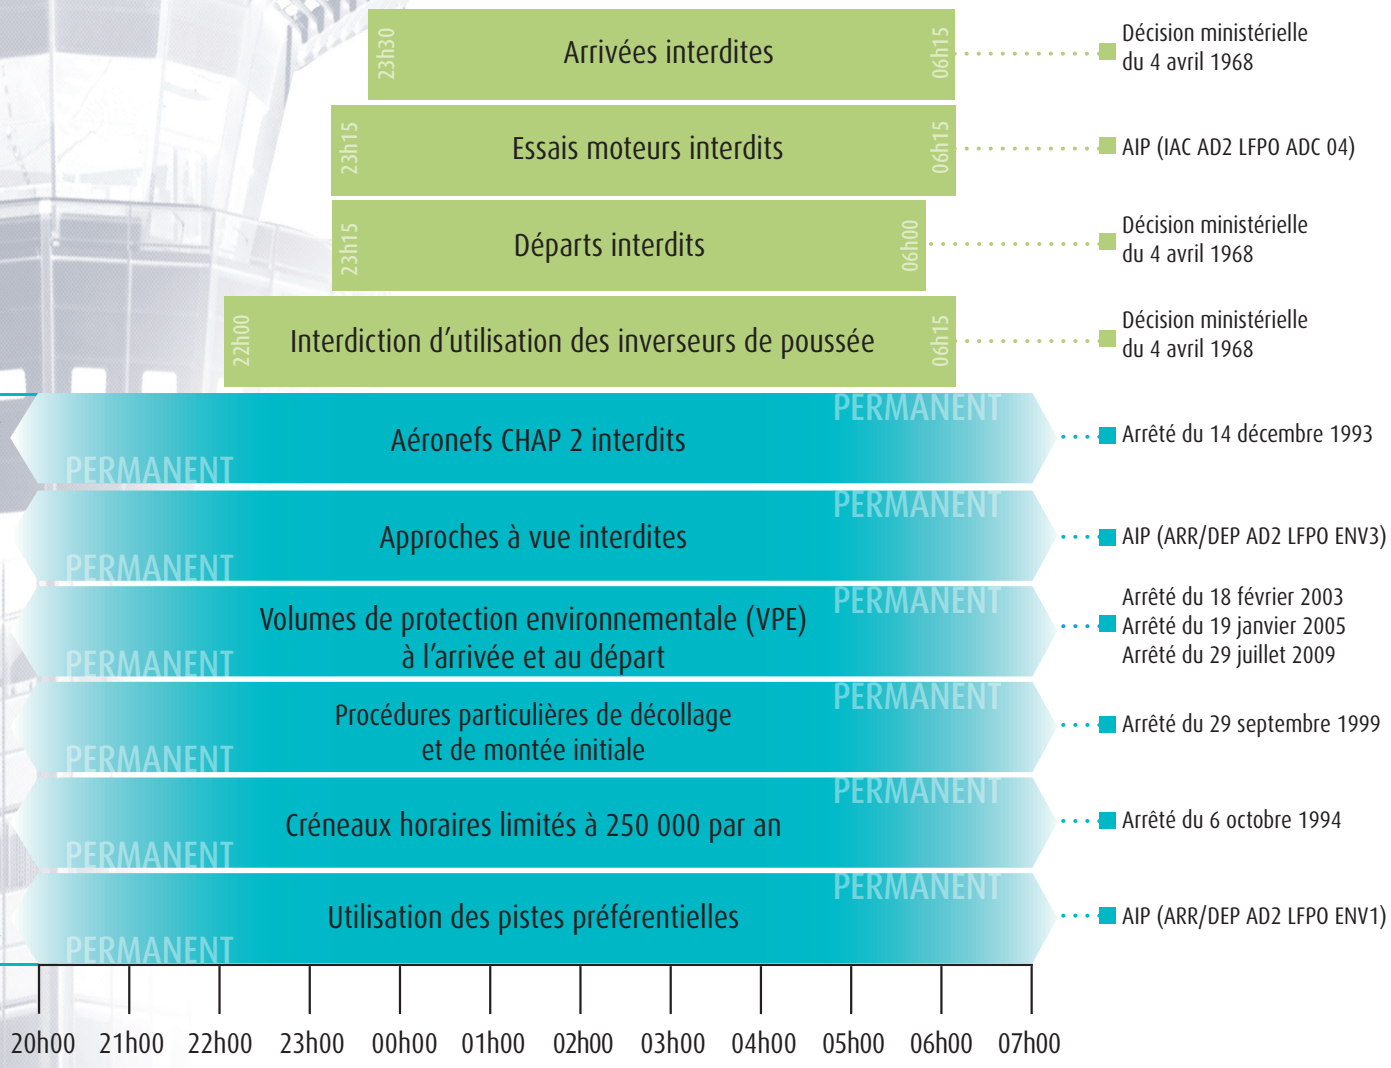 23h30
Arrivées interdites
06h15
Décision ministérielle
du 4 avril 1968
23h15
Essais moteurs interdits
06h15
AIP (IAC AD2 LFPO ADC 04)
23h15
Départs interdits
06h00
Décision ministérielle
du 4 avril 1968
22h00
Interdiction d’utilisation des inverseurs de poussée
06h15
Décision ministérielle
du 4 avril 1968
PERMANENT
Aéronefs CHAP 2 interdits
PERMANENT
Arrêté du 14 décembre 1993
PERMANENT
Approches à vue interdites
PERMANENT
AIP (ARR/DEP AD2 LFPO ENV3)
PERMANENT
Volumes de protection environnementale (VPE)
à l’arrivée et au départ
PERMANENT
Arrêté du 18 février 2003
Arrêté du 19 janvier 2005
Arrêté du 29 juillet 2009
PERMANENT
Procédures particulières de décollage
et de montée initiale
PERMANENT
Arrêté du 29 septembre 1999
PERMANENT
Créneaux horaires limités à 250 000 par an
PERMANENT
Arrêté du 6 octobre 1994
PERMANENT
Utilisation des pistes préférentielles
PERMANENT
AIP (ARR/DEP AD2 LFPO ENV1)
20h00 21h00 22h00 23h00 00h00 01h00 02h00 03h00 04h00 05h00 06h00 07h00